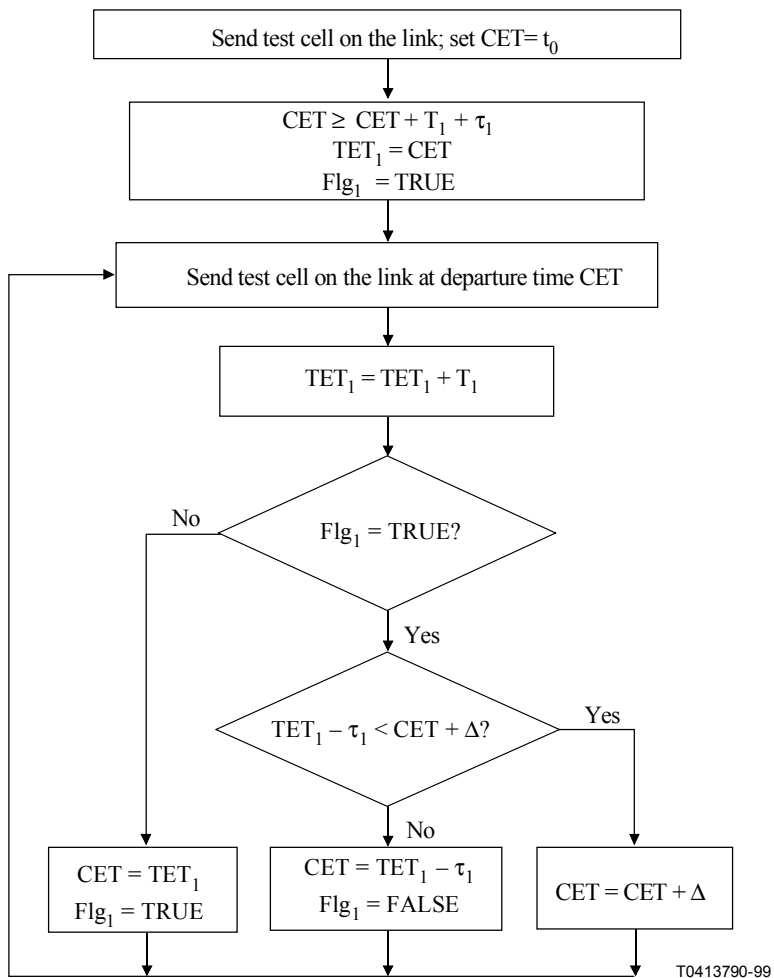 Send test cell on the link; set CET= t₀
CET ≥ CET + T₁ + τ₁
TET₁ = CET
Flg₁ = TRUE
Send test cell on the link at departure time CET
TET₁ = TET₁ + T₁
No
Flg₁ = TRUE?
Yes
TET₁ – τ₁ < CET + Δ?
Yes
No
CET = TET₁
Flg₁ = TRUE
CET = TET₁ – τ₁
Flg₁ = FALSE
CET = CET + Δ
T0413790-99